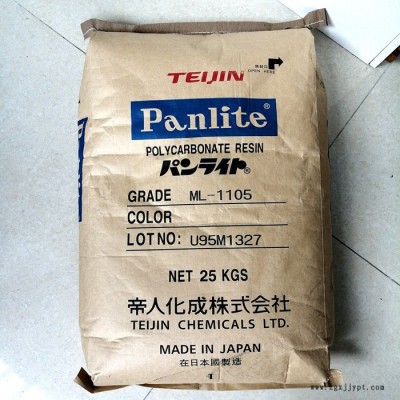 OPEN HERE
TEIJIN
Panlite®
POLYCARBONATE RESIN
パンライト®
GRADE ML-1105
COLOR
LOT NO: U95M1327
NET 25 KGS
帝人化成株式会社
TEIJIN CHEMICALS LTD.
MADE IN JAPAN
在日本國製造